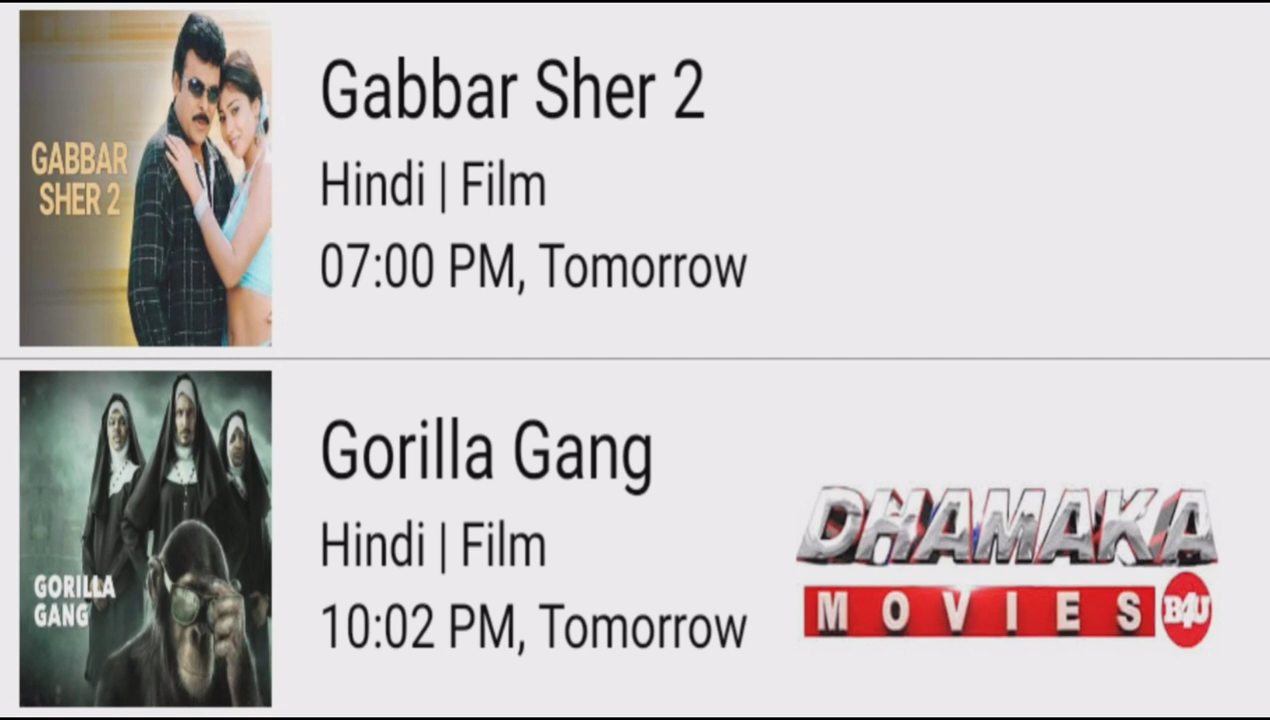 GABBAR
SHER 2
Gabbar Sher 2
Hindi | Film
07:00 PM, Tomorrow
GORILLA
GANG
Gorilla Gang
Hindi | Film
10:02 PM, Tomorrow
DHAMAKA
MOVIES B4U